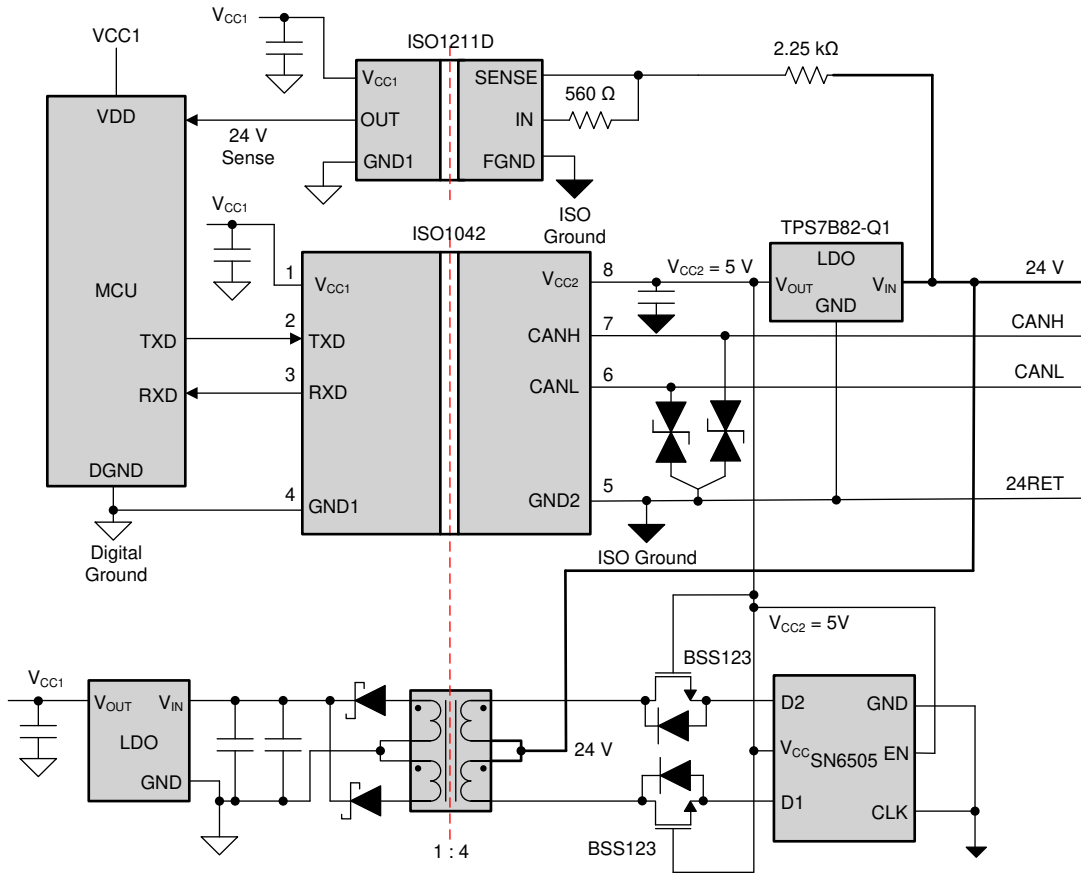 VCC1
ISO1211D
2.25 kΩ
VCC1
VCC1
SENSE
560 Ω
VDD
OUT
IN
24 V
Sense
GND1
FGND
ISO
Ground
VCC1
ISO1042
TPS7B82-Q1
8
VCC2 = 5 V
LDO
24 V
1
VCC1
VCC2
VOUT
VIN
MCU
GND
2
7
CANH
TXD
TXD
CANH
3
6
CANL
RXD
RXD
CANL
DGND
4
5
24RET
GND1
GND2
Digital
Ground
ISO Ground
VCC2 = 5V
BSS123
VCC1
VOUT
VIN
D2
GND
LDO
24 V
VCC
SN6505
EN
GND
D1
CLK
BSS123
1 : 4